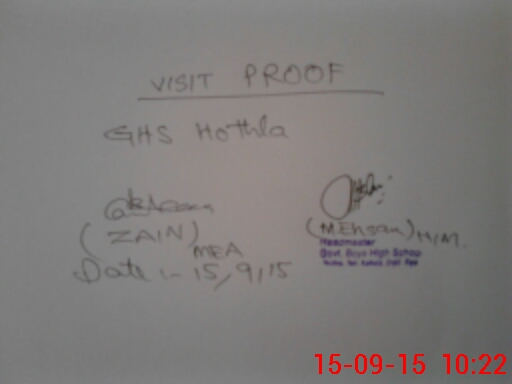 VISIT PROOF
GHS Hothla
(ZAIN) MEA
Date :- 15/9/15
(M Ehsan) H/M.
Headmaster
Govt. Boys High School
15-09-15 10:22